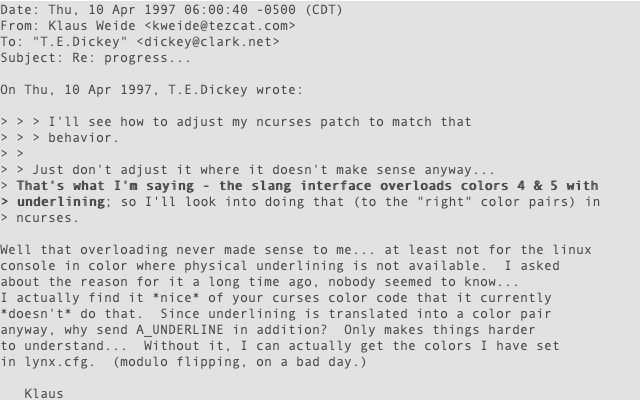 Date: Thu, 10 Apr 1997 06:00:40 -0500 (CDT)
From: Klaus Weide <kweide@tezcat.com>
To: "T.E.Dickey" <dickey@clark.net>
Subject: Re: progress...

On Thu, 10 Apr 1997, T.E.Dickey wrote:

> > > I'll see how to adjust my ncurses patch to match that
> > > behavior.
> >
> > Just don't adjust it where it doesn't make sense anyway...
> That's what I'm saying - the slang interface overloads colors 4 & 5 with
> underlining; so I'll look into doing that (to the "right" color pairs) in
> ncurses.

Well that overloading never made sense to me... at least not for the linux
console in color where physical underlining is not available.  I asked
about the reason for it a long time ago, nobody seemed to know...
I actually find it *nice* of your curses color code that it currently
*doesn't* do that.  Since underlining is translated into a color pair
anyway, why send A_UNDERLINE in addition?  Only makes things harder
to understand...  Without it, I can actually get the colors I have set
in lynx.cfg.  (modulo flipping, on a bad day.)

   Klaus